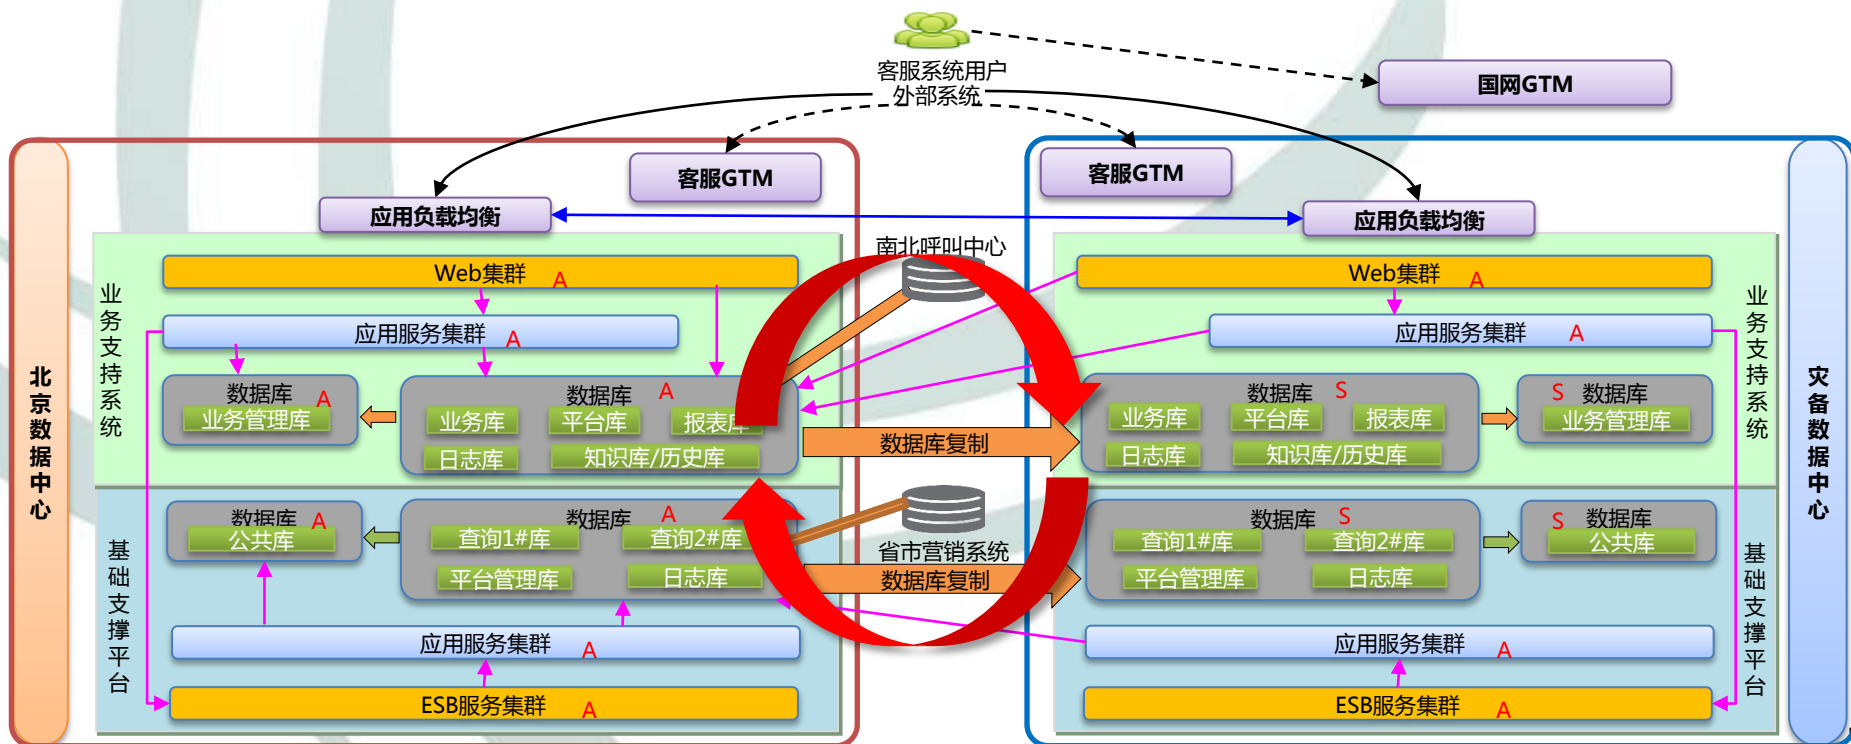 客服系统用户
外部系统
国网GTM
客服GTM
客服GTM
应用负载均衡
应用负载均衡
北京数据中心
业务支持系统
Web集群 A
应用服务集群 A
数据库 A
业务管理库
数据库 A
业务库
平台库
报表库
日志库
知识库/历史库
基础支撑平台
数据库 A
公共库
数据库 A
查询1#库
查询2#库
平台管理库
日志库
应用服务集群 A
ESB服务集群 A
南北呼叫中心
数据库复制
省市营销系统
数据库复制
Web集群 A
应用服务集群 A
数据库 S
业务库
平台库
报表库
日志库
知识库/历史库
S 数据库
业务管理库
业务支持系统
数据库 S
查询1#库
查询2#库
平台管理库
日志库
S 数据库
公共库
应用服务集群 A
ESB服务集群 A
基础支撑平台
灾备数据中心